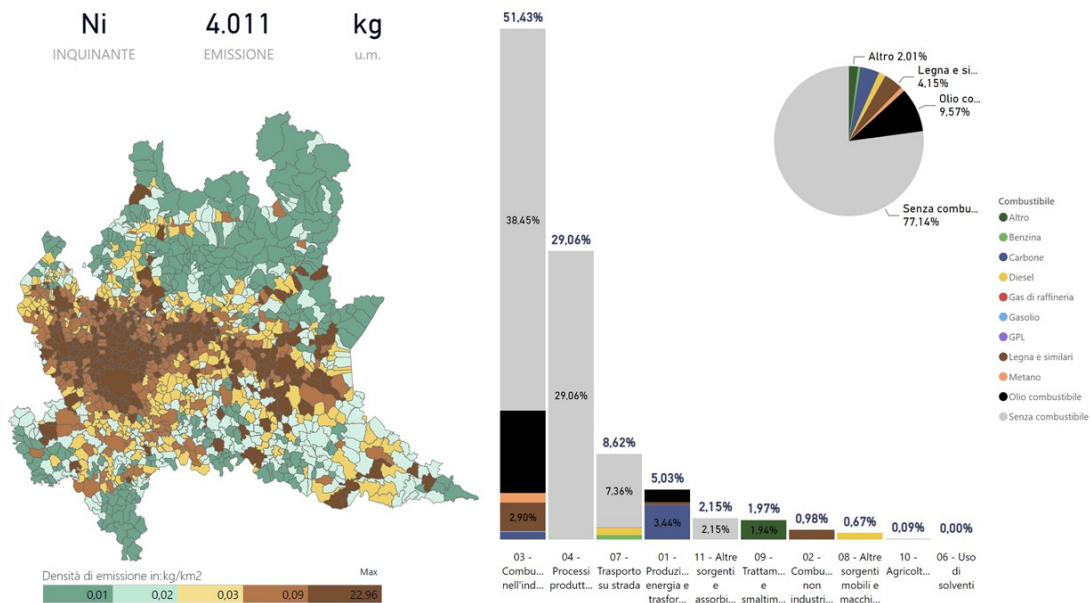 Ni
4.011
kg
INQUINANTE
EMISSIONE
u.m.
Densità di emissione in:kg/km2
Max
0,01
0,02
0,03
0,09
22,96
51,43%
38,45%
2,90%
29,06%
29,06%
8,62%
7,36%
5,03%
3,44%
2,15%
2,15%
1,97%
1,94%
0,98%
0,67%
0,09%
0,00%
03 -
Combu...
nell'ind...
04 -
Processi
produtt...
07 -
Trasporto
su strada
01 -
Produzi...
energia e
trasfor...
11 - Altre
sorgenti e
assorbi...
09 -
Trattam...
e
smaltim...
02 -
Combu...
non
industri...
08 - Altre
sorgenti
mobili e
macchi...
10 -
Agricolt...
06 - Uso
di
solventi
Altro 2,01%
Legna e si...
4,15%
Olio co...
9,57%
Senza combu...
77,14%
Combustibile
Altro
Benzina
Carbone
Diesel
Gas di raffineria
Gasolio
GPL
Legna e similari
Metano
Olio combustibile
Senza combustibile